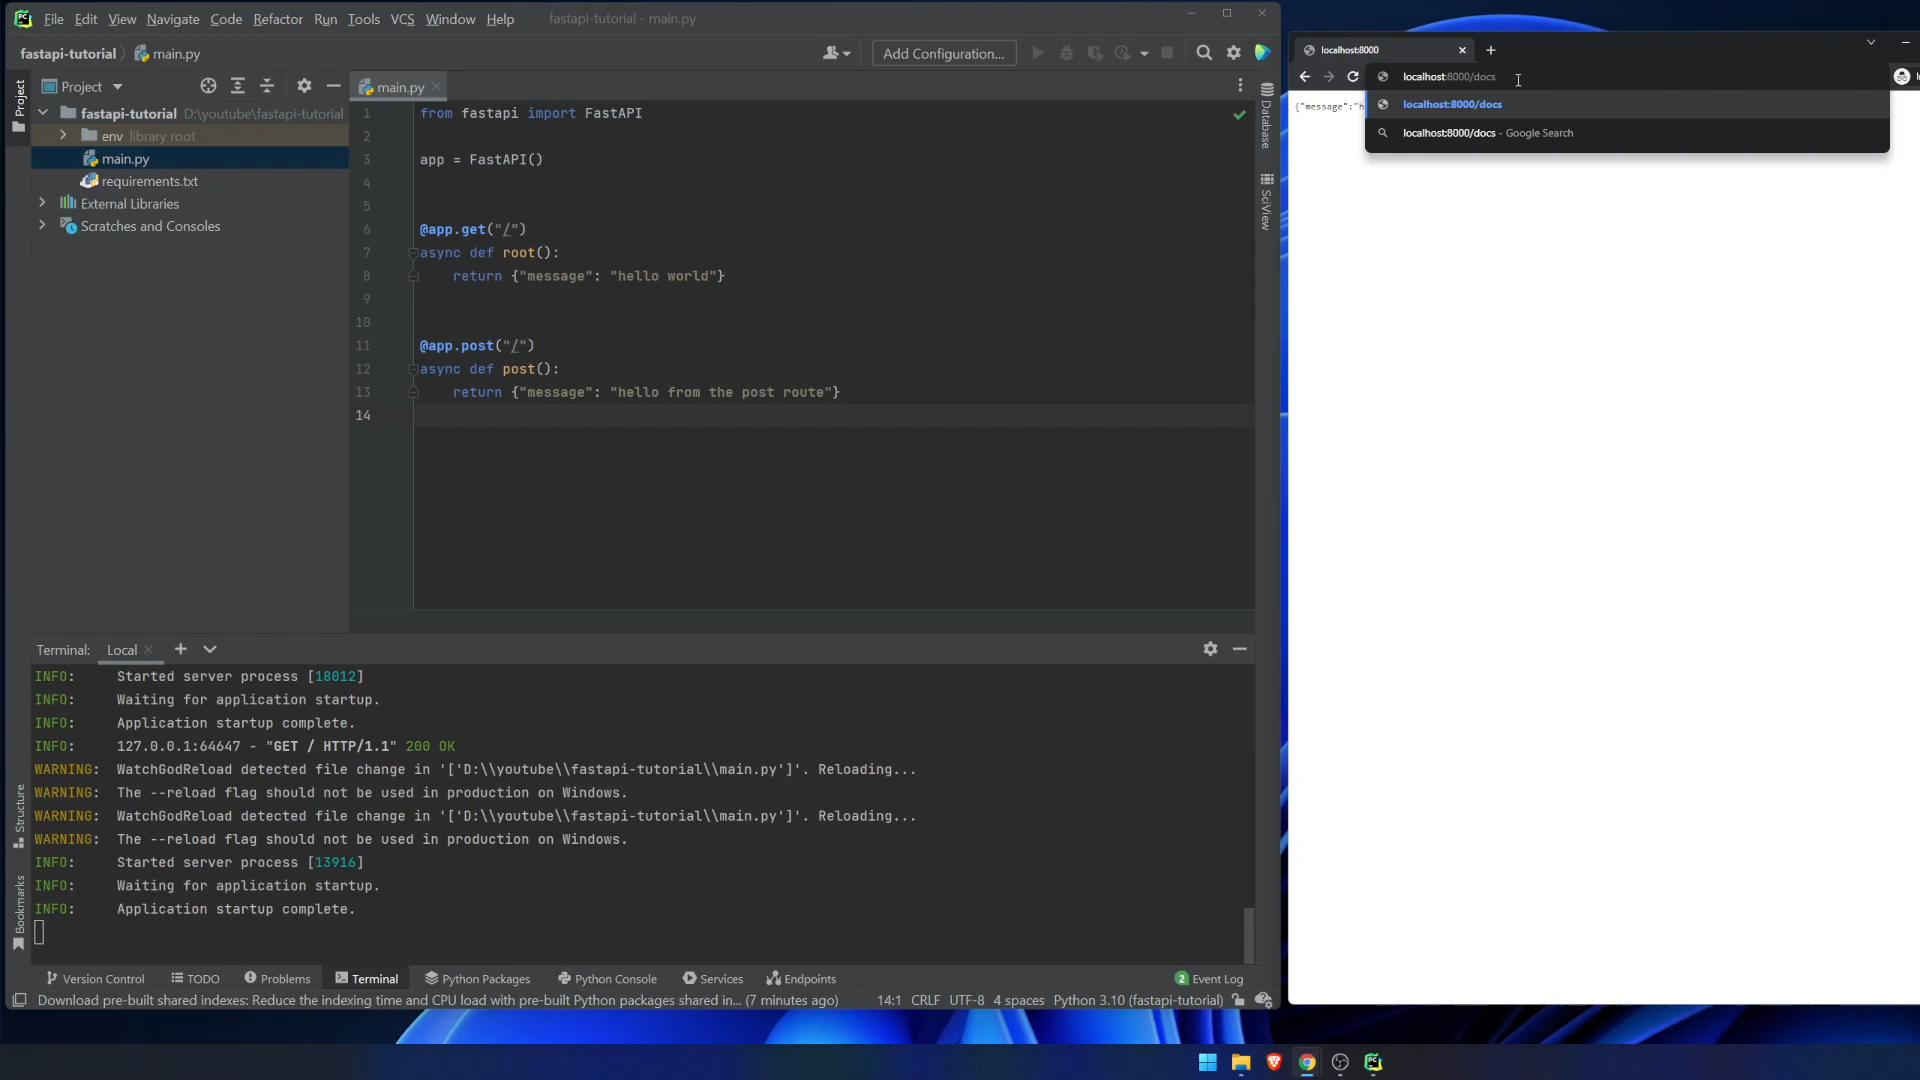 File Edit View Navigate Code Refactor Run Tools VCS Window Help fastapi-tutorial - main.py
fastapi-tutorial main.py Add Configuration...
Project
main.py
fastapi-tutorial D:\youtube\fastapi-tutorial
env library root
main.py
requirements.txt
External Libraries
Scratches and Consoles
Project
Structure
Bookmarks
1 from fastapi import FastAPI
2
3 app = FastAPI()
4
5
6 @app.get("/")
7 async def root():
8 return {"message": "hello world"}
9
10
11 @app.post("/")
12 async def post():
13 return {"message": "hello from the post route"}
14
Database
SciView
Terminal: Local
INFO: Started server process [18012]
INFO: Waiting for application startup.
INFO: Application startup complete.
INFO: 127.0.0.1:64647 - "GET / HTTP/1.1" 200 OK
WARNING: WatchGodReload detected file change in '['D:\\youtube\\fastapi-tutorial\\main.py']'. Reloading...
WARNING: The --reload flag should not be used in production on Windows.
WARNING: WatchGodReload detected file change in '['D:\\youtube\\fastapi-tutorial\\main.py']'. Reloading...
WARNING: The --reload flag should not be used in production on Windows.
INFO: Started server process [13916]
INFO: Waiting for application startup.
INFO: Application startup complete.
Version Control TODO Problems Terminal Python Packages Python Console Services Endpoints 2 Event Log
Download pre-built shared indexes: Reduce the indexing time and CPU load with pre-built Python packages shared in... (7 minutes ago) 14:1 CRLF UTF-8 4 spaces Python 3.10 (fastapi-tutorial)
localhost:8000
localhost:8000/docs
localhost:8000/docs
localhost:8000/docs - Google Search
{"message":"h